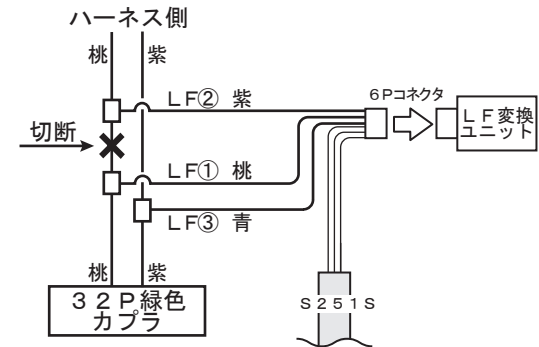 ハーネス側
桃 紫
LF② 紫
6Pコネクタ
LF変換
ユニット
切断
LF① 桃
LF③ 青
桃 紫
32P緑色
カプラ
S251S